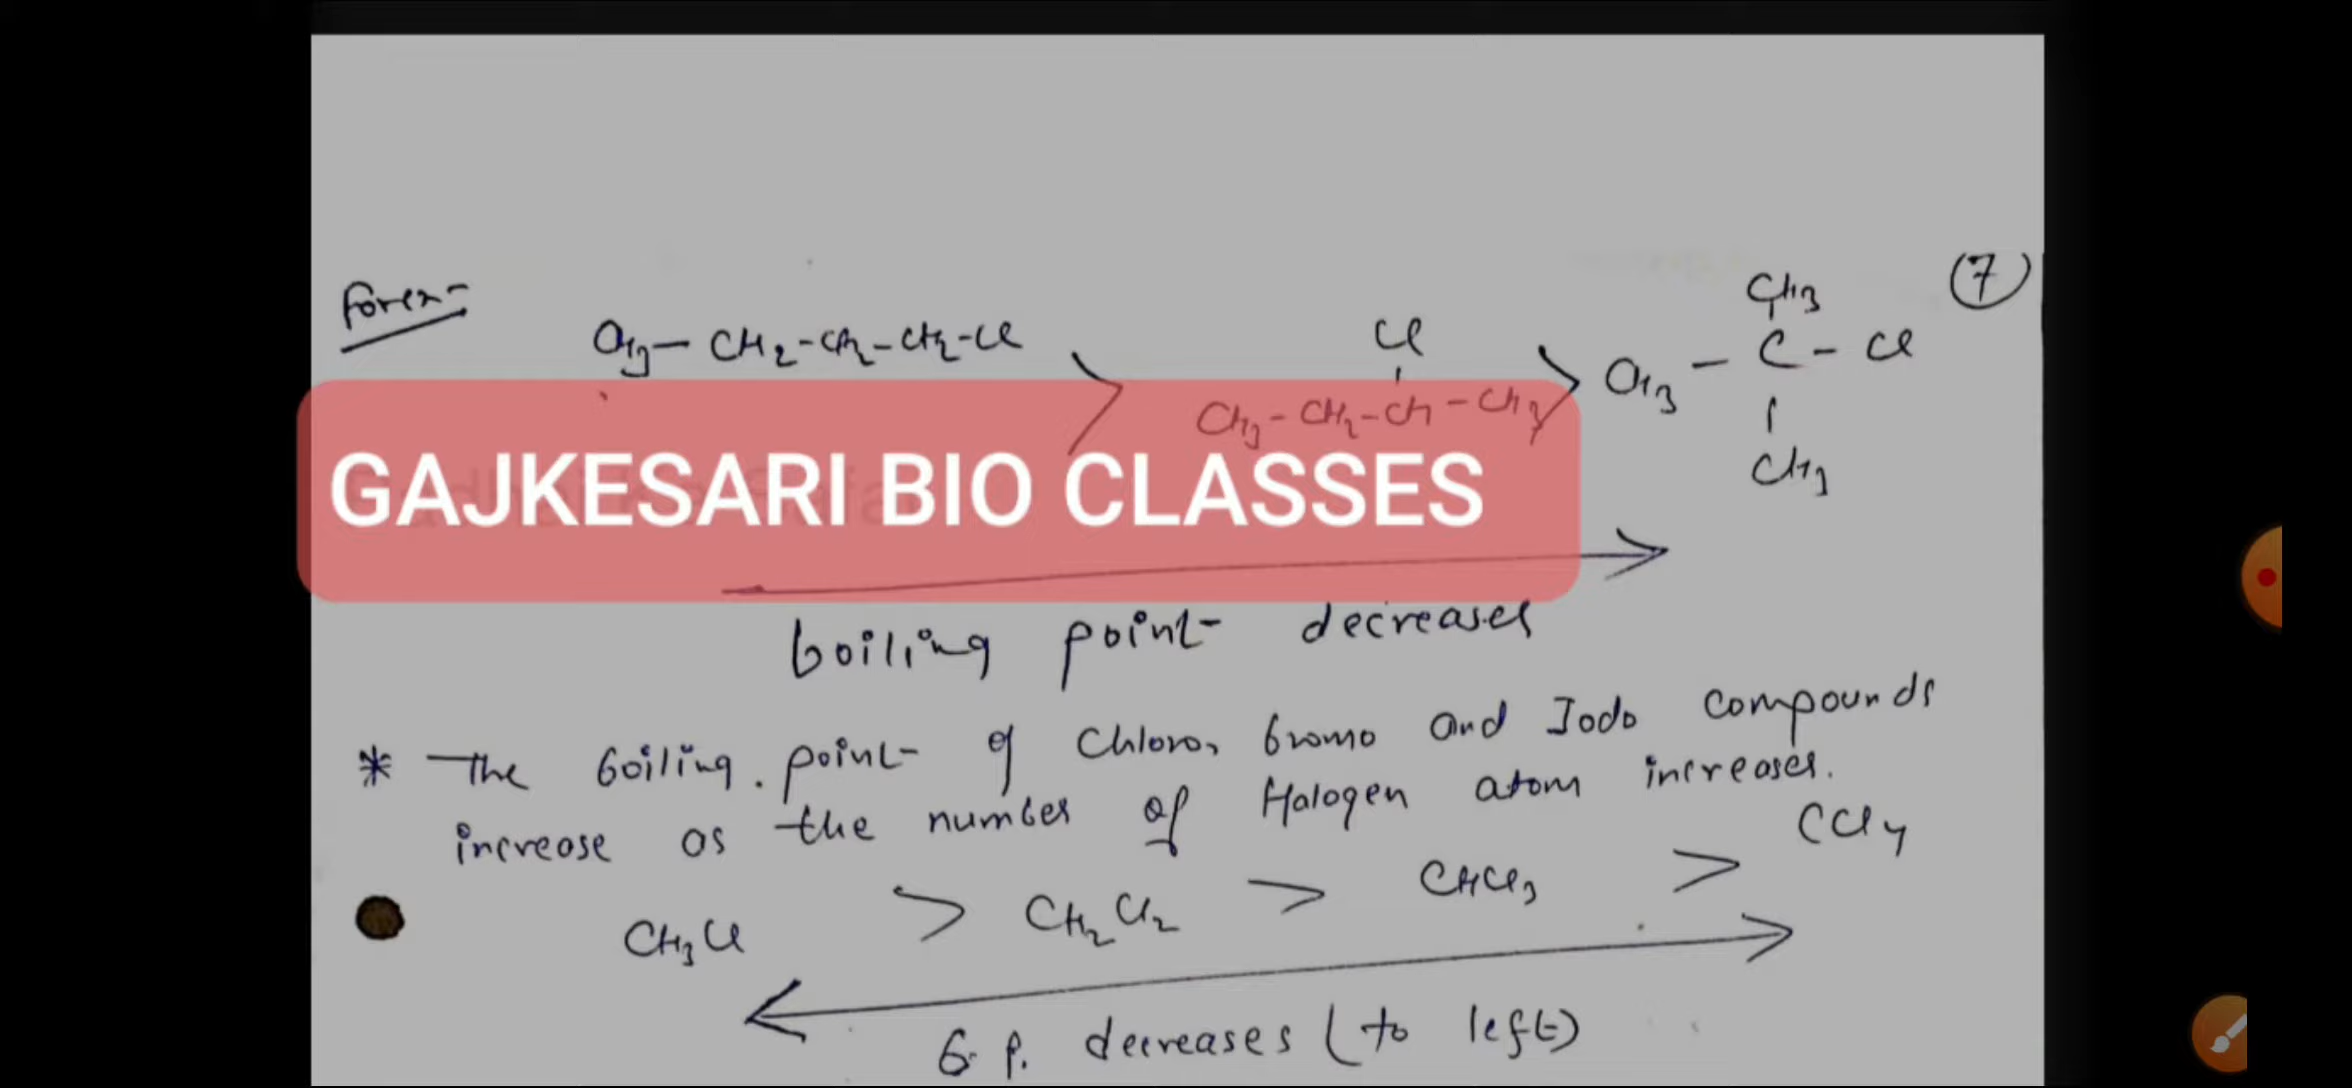 Forex-
(7)
CH3 - CH2 - CH2 - CH2 - Cl > CH3 - CH2 - CH - CH3 > CH3 - C - Cl
Cl
CH3
CH3
GAJKESARI BIO CLASSES
boiling point decreases
* The boiling point of Chloro, bromo and Iodo compounds
increase as the number of Halogen atom increases.
CH3Cl > CH2Cl2 > CHCl3 > CCl4
b.p. decreases (to left)